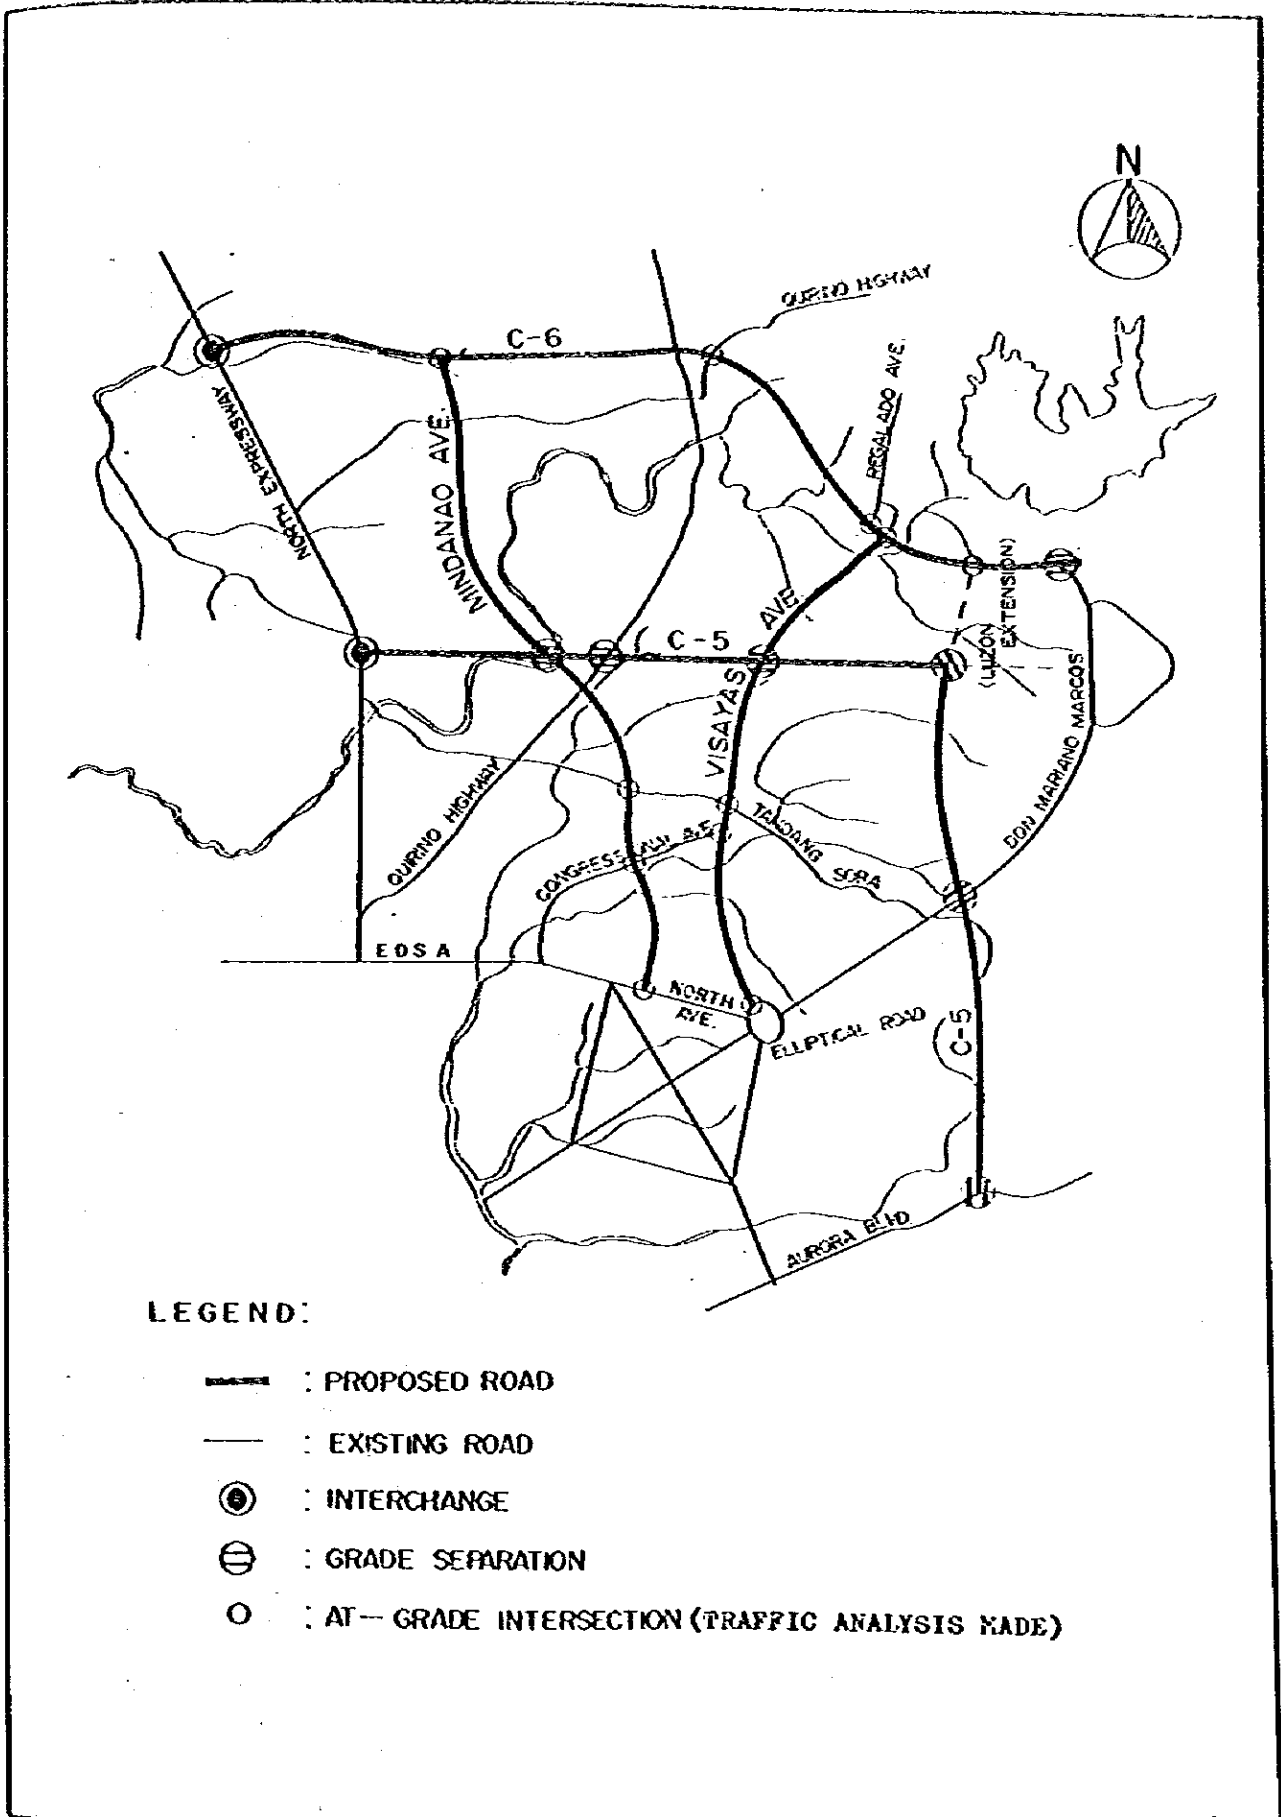 N
QUIRINO HIGHWAY
C-6
REGALADO AVE.
NORTH EXPRESSWAY
MINDANAO AVE.
(LUZON
EXTENSION)
AVE.
C-5
VISAYAS
DON MARIANO MARCOS
QUIRINO HIGHWAY
TANDANG
SORA
CONGRESSIONAL AVE.
EDSA
NORTH
AVE.
ELLIPTICAL ROAD
C-5
AURORA BLVD
LEGEND:
: PROPOSED ROAD
: EXISTING ROAD
: INTERCHANGE
: GRADE SEPARATION
: AT-GRADE INTERSECTION (TRAFFIC ANALYSIS MADE)